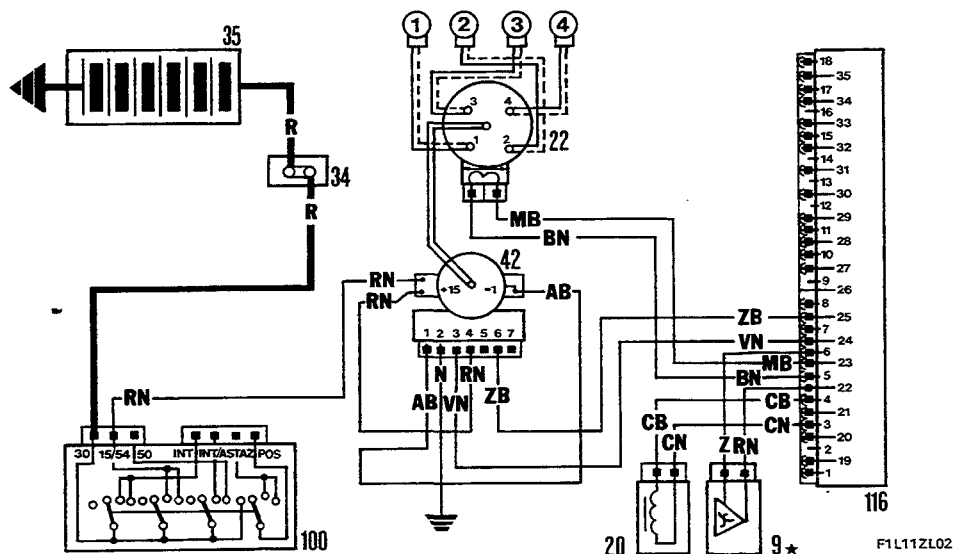 1 2 3 4
35
R
34
R
3 4
1 2
22
MB
BN
42
RN
RN
+15 -1
AB
1 2 3 4 5 6 7
N RN
AB VN ZB
RN
30 15/54 50 INT INT/A STAZ POS
100
ZB
VN
MB
BN
CB
CN
CB
CN
Z RN
20
9★
18
35
17
34
16
33
15
32
14
31
13
30
12
29
11
28
10
27
9
26
8
25
7
24
6
23
5
22
4
21
3
20
2
19
1
116
F1L11ZL02